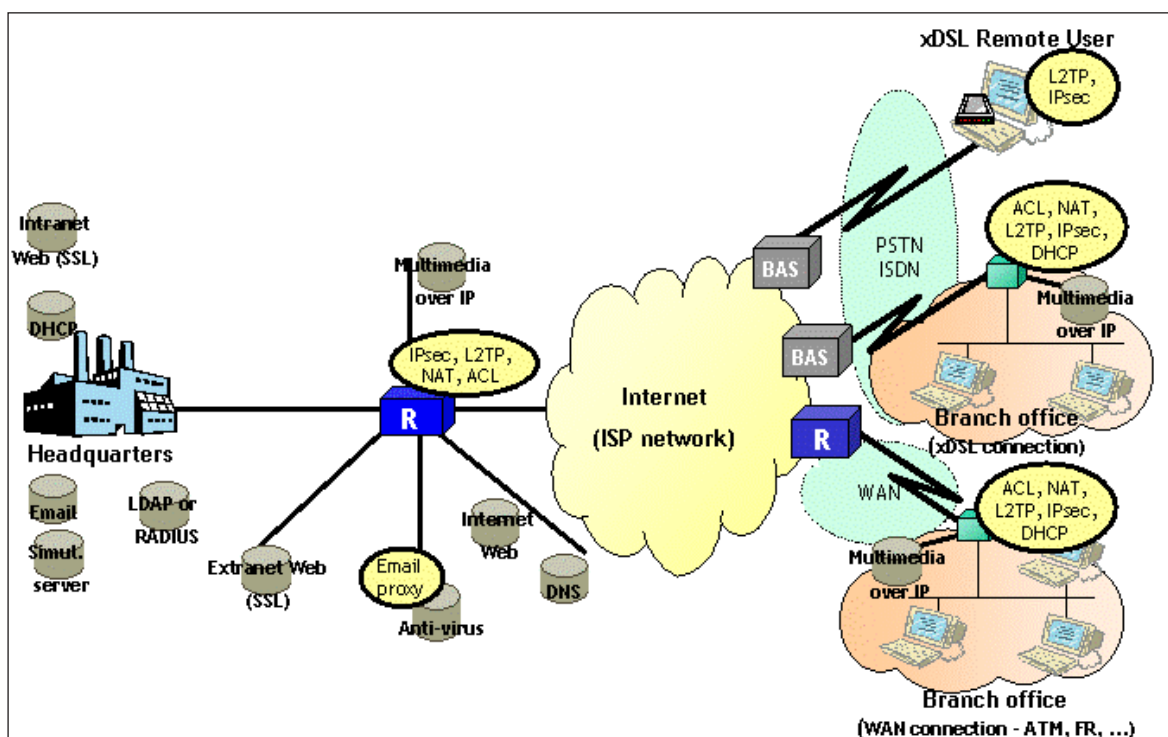 xDSL Remote User
L2TP,
IPsec
ACL, NAT,
L2TP, IPsec,
DHCP
Intranet
Web (SSL)
Multimedia
over IP
PSTN
ISDN
BAS
Multimedia
over IP
DHCP
IPsec, L2TP,
NAT, ACL
BAS
R
Internet
(ISP network)
R
Branch office
(xDSL connection)
Headquarters
WAN
ACL, NAT,
L2TP, IPsec,
DHCP
Email
LDAP or
RADIUS
Internet
Web
Simut.
server
Extranet Web
(SSL)
Email
proxy
DNS
Multimedia
over IP
Anti-virus
Branch office
(WAN connection - ATM, FR, ...)